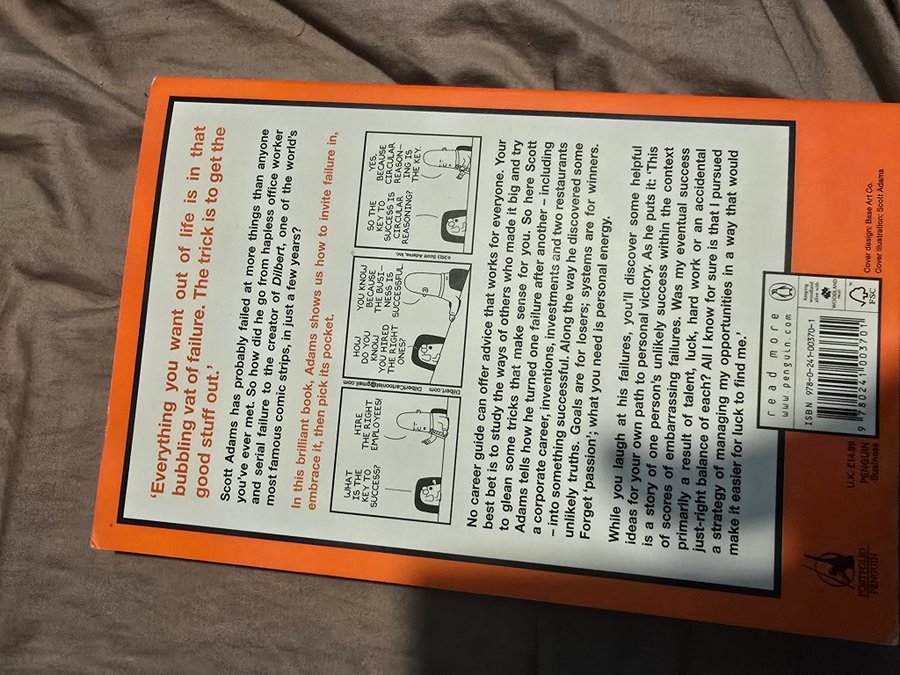 'Everything you want out of life is in that
bubbling vat of failure. The trick is to get the
good stuff out.'
Scott Adams has probably failed at more things than anyone
you've ever met. So how did he go from hapless office worker
and serial failure to the creator of Dilbert, one of the world's
most famous comic strips, in just a few years?
In this brilliant book, Adams shows us how to invite failure in,
embrace it, then pick its pocket.
WHAT
IS THE
KEY TO
SUCCESS?
HIRE
THE RIGHT
EMPLOYEES!
Dilbert.com DilbertCartoonist@gmail.com
HOW
DO YOU
KNOW
YOU HIRED
THE RIGHT
ONES?
YOU KNOW
BECAUSE
THE BUSI-
NESS IS
SUCCESSFUL.
Scott Adams, Inc.
SO THE
KEY TO
SUCCESS IS
CIRCULAR
REASONING?
YES,
BECAUSE
CIRCULAR
REASON-
ING IS
THE KEY.
No career guide can offer advice that works for everyone. Your
best bet is to study the ways of others who made it big and try
to glean some tricks that make sense for you. So here Scott
Adams tells how he turned one failure after another – including
a corporate career, inventions, investments and two restaurants
– into something successful. Along the way he discovered some
unlikely truths. Goals are for losers; systems are for winners.
Forget 'passion'; what you need is personal energy.
While you laugh at his failures, you'll discover some helpful
ideas for your own path to personal victory. As he puts it: 'This
is a story of one person's unlikely success within the context
of scores of embarrassing failures. Was my eventual success
primarily a result of talent, luck, hard work or an accidental
just-right balance of each? All I know for sure is that I pursued
a strategy of managing my opportunities in a way that would
make it easier for luck to find me.'
PORTFOLIO
PENGUIN
U.K. £14.99
PENGUIN
Business
read more
www.penguin.com
ISBN 978-0-241-00370-1
9 780241 003701
WOODLAND
FSC
Cover design: Base Art Co.
Cover illustration: Scott Adams